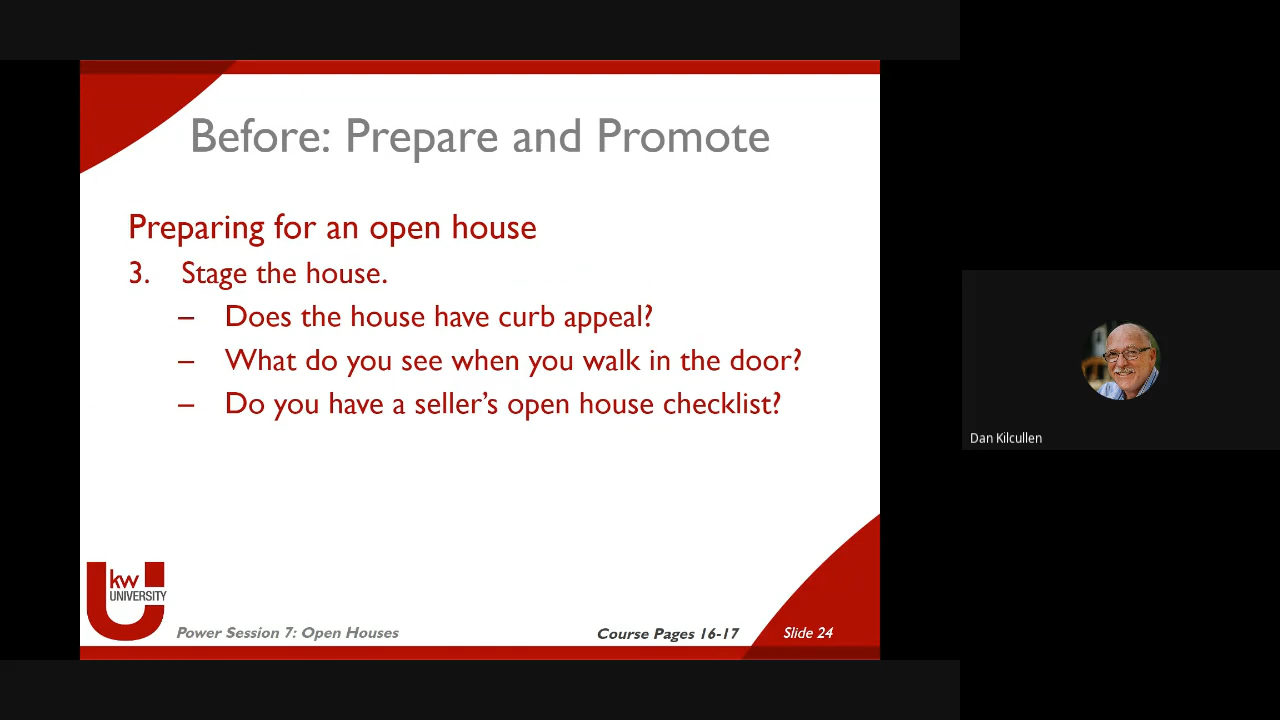 Before: Prepare and Promote
Preparing for an open house
3. Stage the house.
– Does the house have curb appeal?
– What do you see when you walk in the door?
– Do you have a seller's open house checklist?
kw
UNIVERSITY
Power Session 7: Open Houses
Course Pages 16-17
Slide 24
Dan Kilcullen